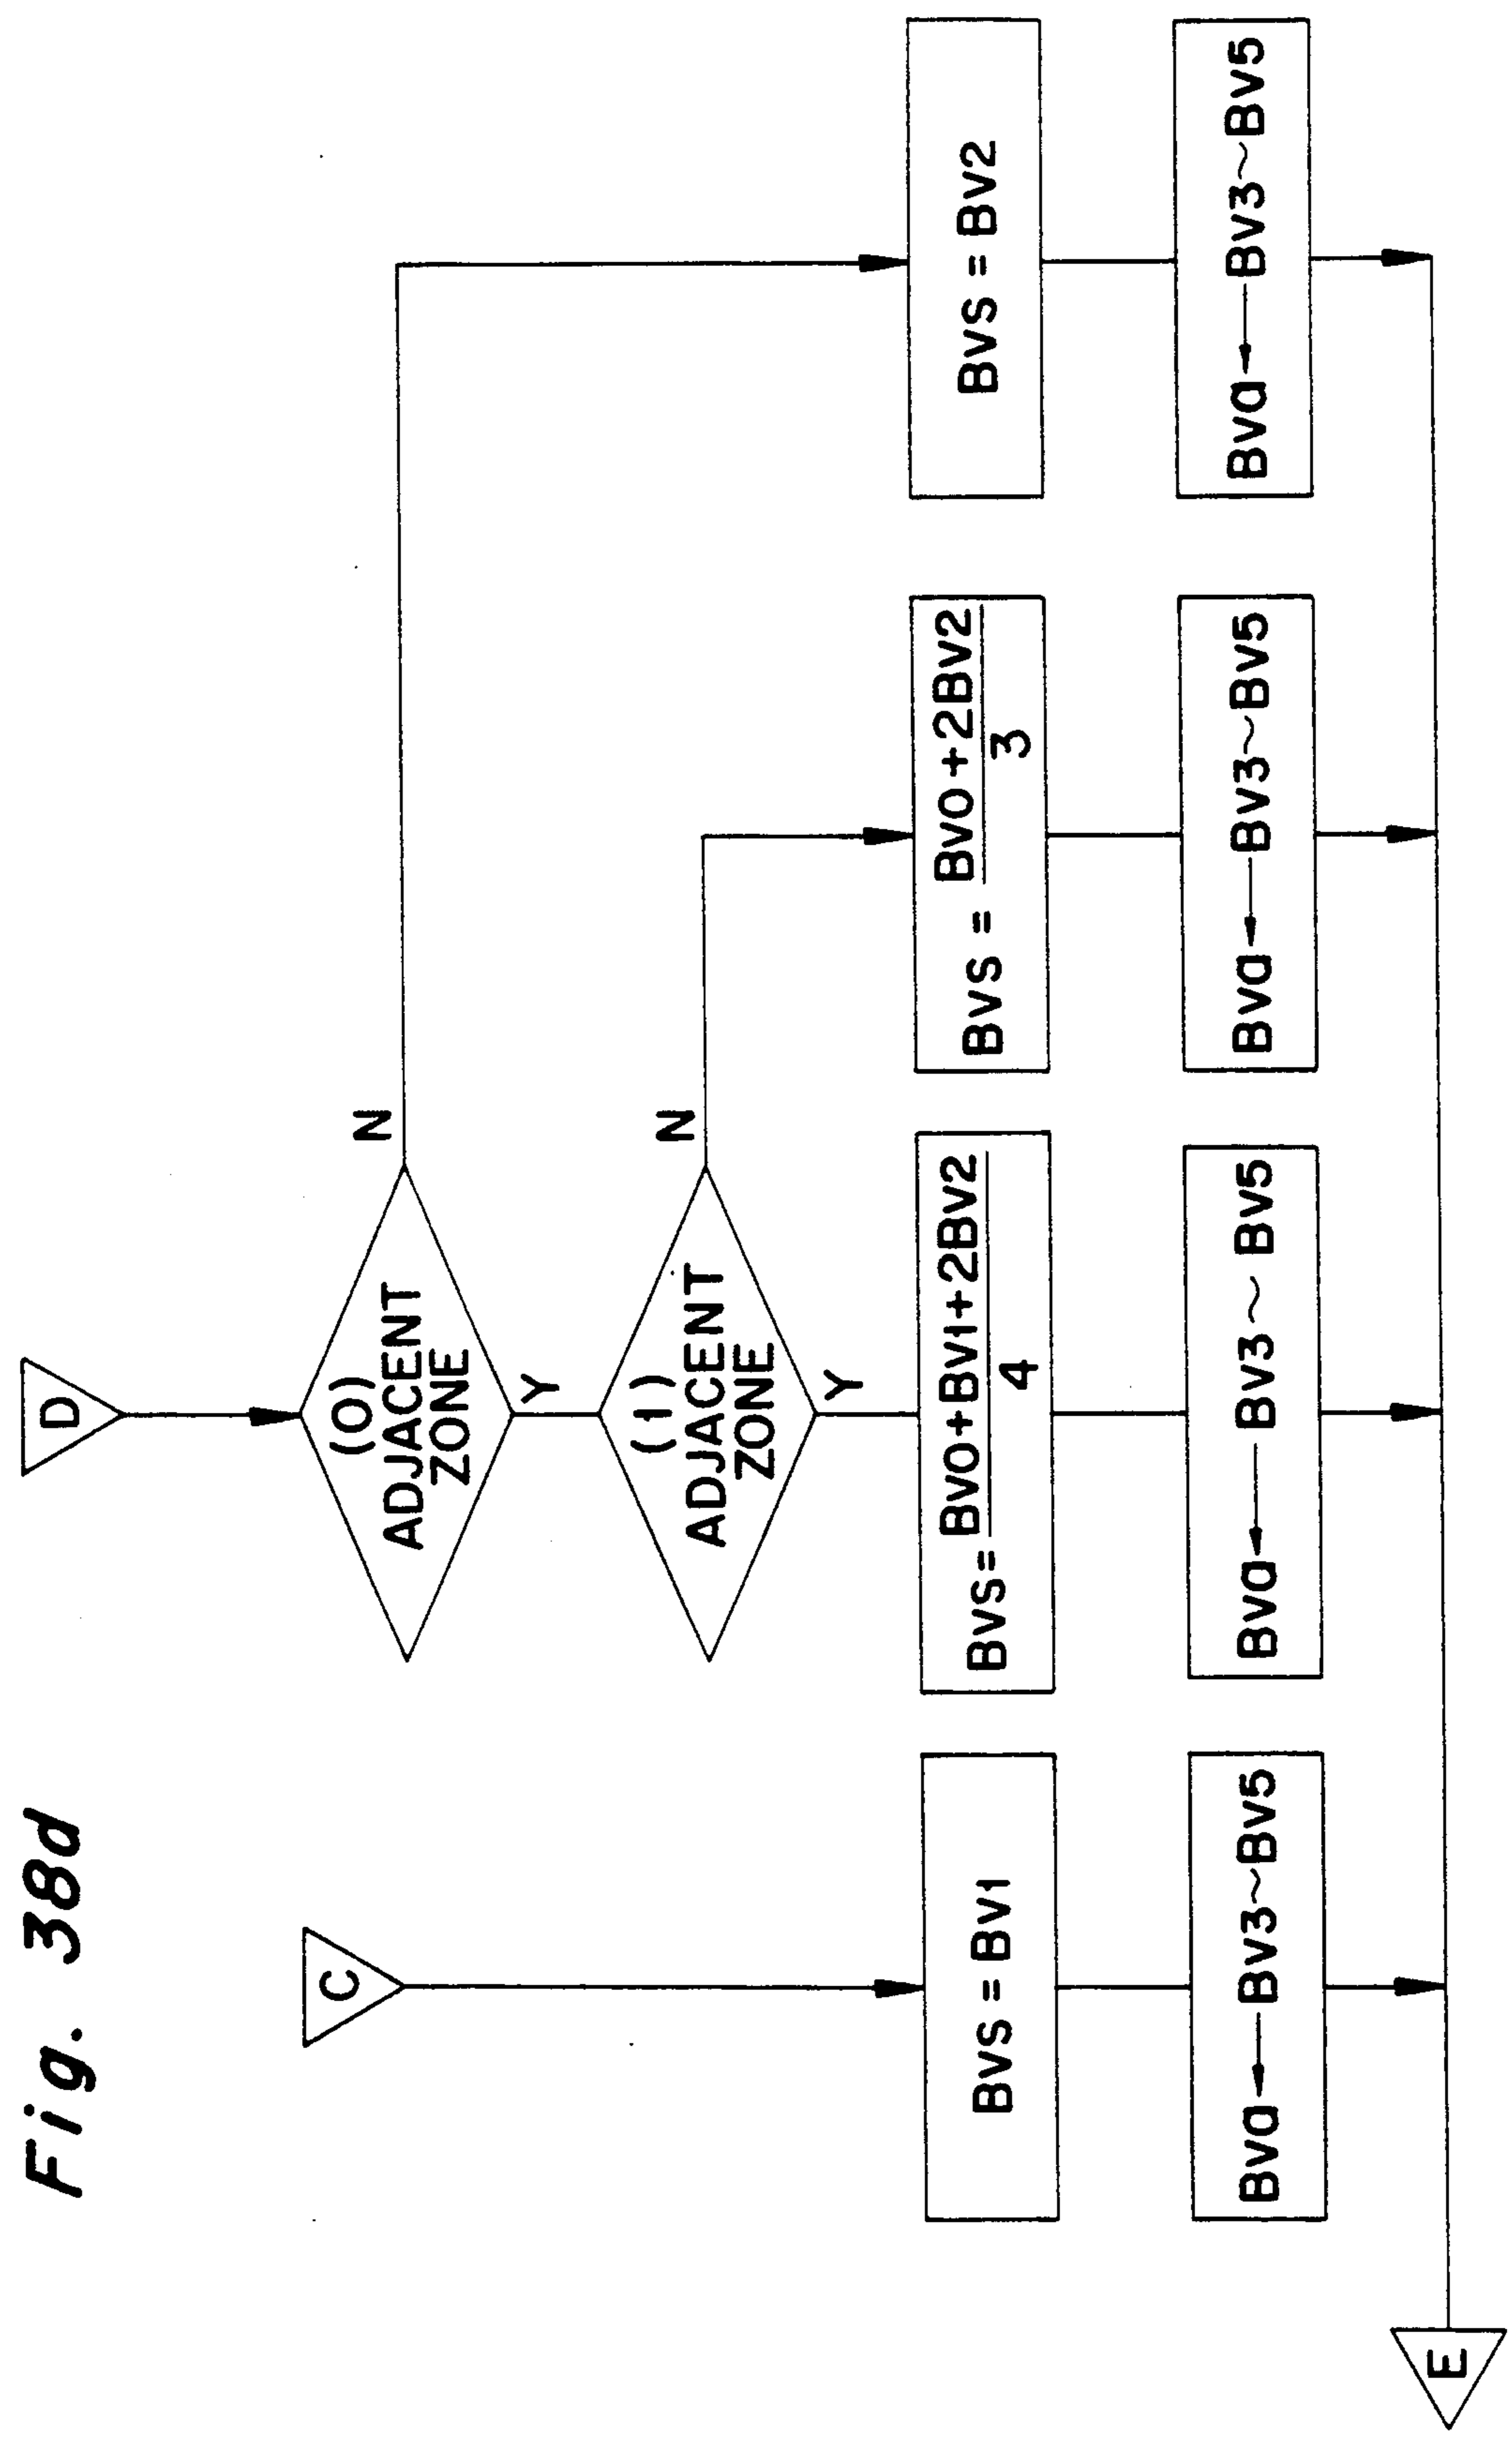 Fig. 38d
D
(0)
ADJACENT
ZONE
N
Y
C
(1)
ADJACENT
ZONE
N
Y
BVS = BV1
BVS = BV0+BV1+2BV2
4
BVS = BV0+2BV2
3
BVS = BV2
BVa←BV3~BV5
BVa←BV3~BV5
BVa←BV3~BV5
BVa←BV3~BV5
E